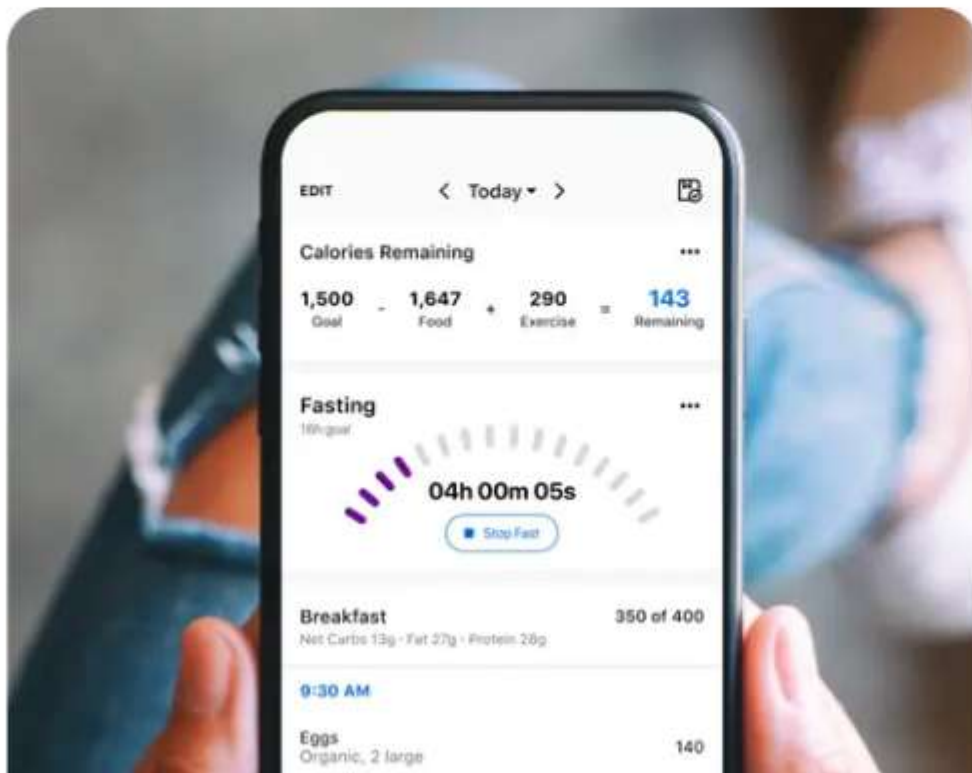 EDIT < Today ▾ >
Calories Remaining •••
1,500 - 1,647 + 290 = 143
Goal Food Exercise Remaining
Fasting •••
16h goal
04h 00m 05s
Stop Fast
Breakfast 350 of 400
Net Carbs 13g · Fat 27g · Protein 28g
9:30 AM
Eggs 140
Organic, 2 large